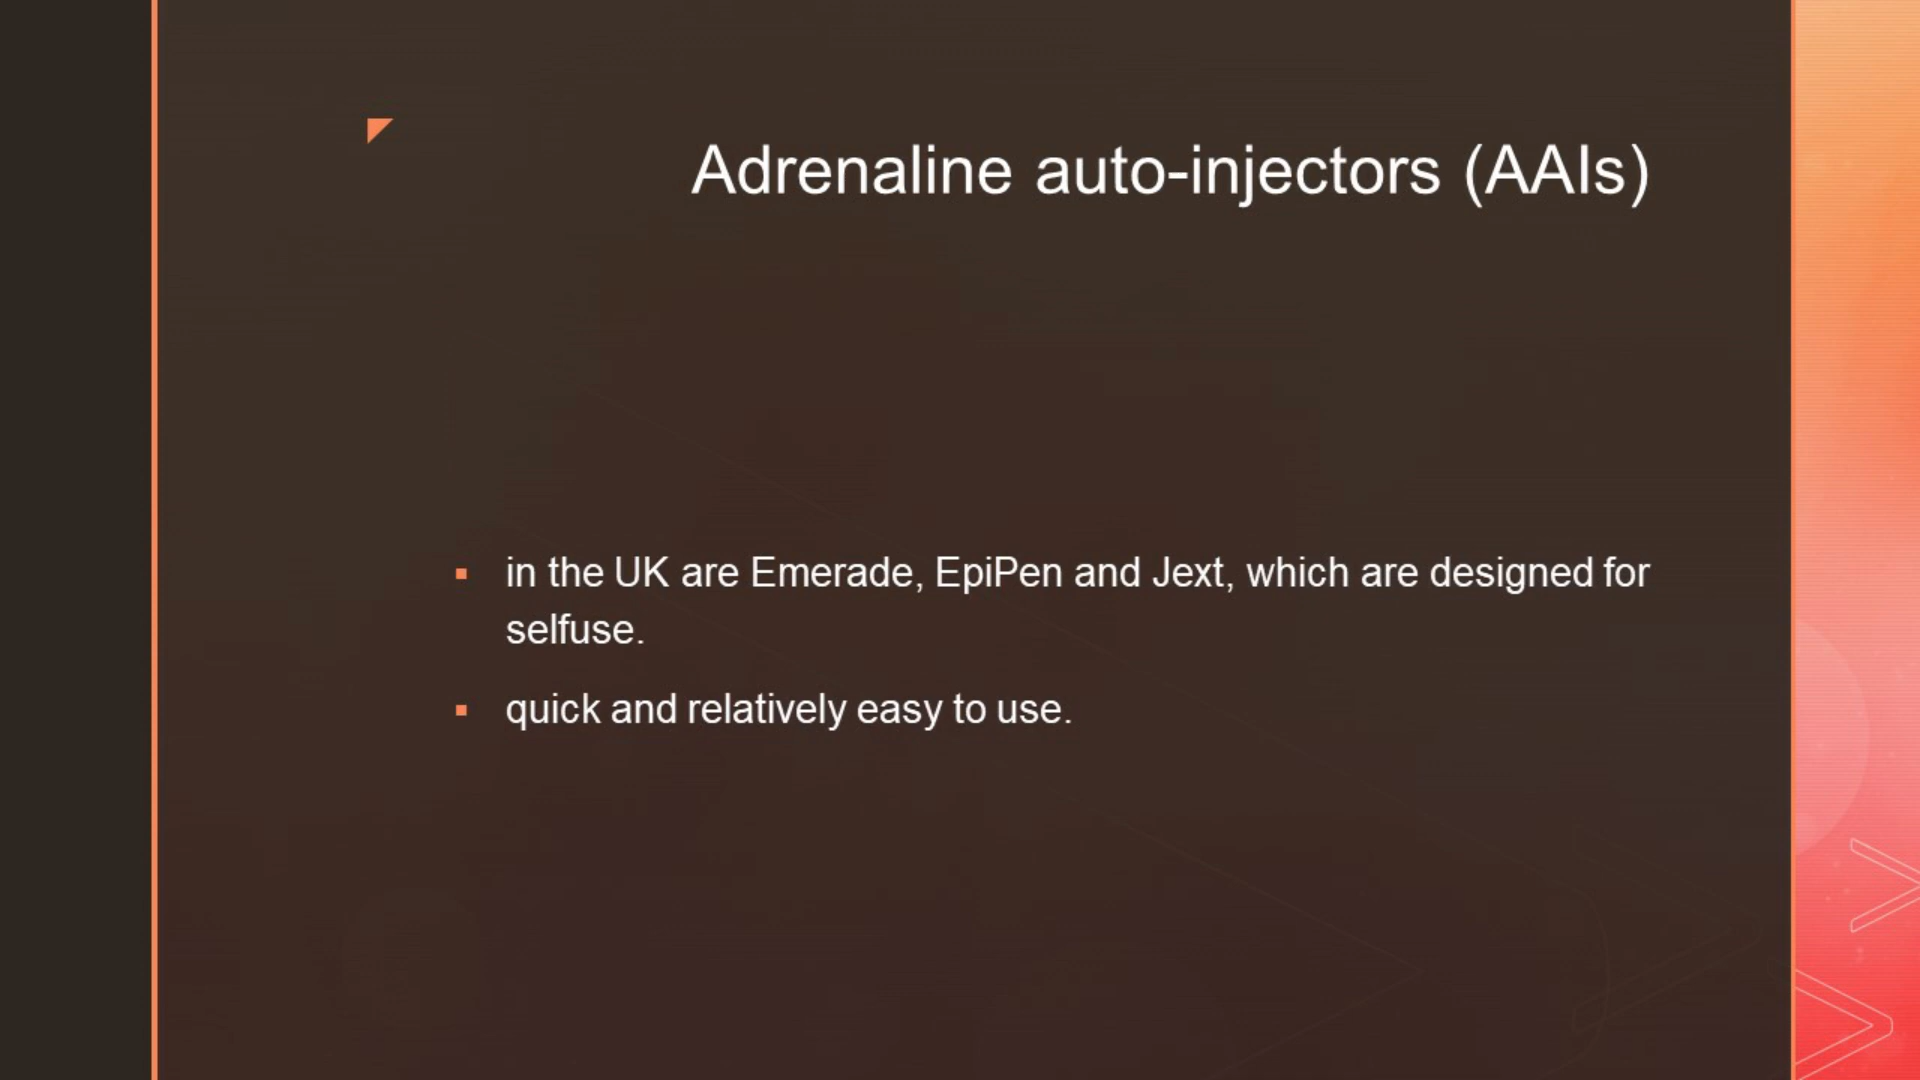 Adrenaline auto-injectors (AAIs)
in the UK are Emerade, EpiPen and Jext, which are designed for
selfuse.
quick and relatively easy to use.